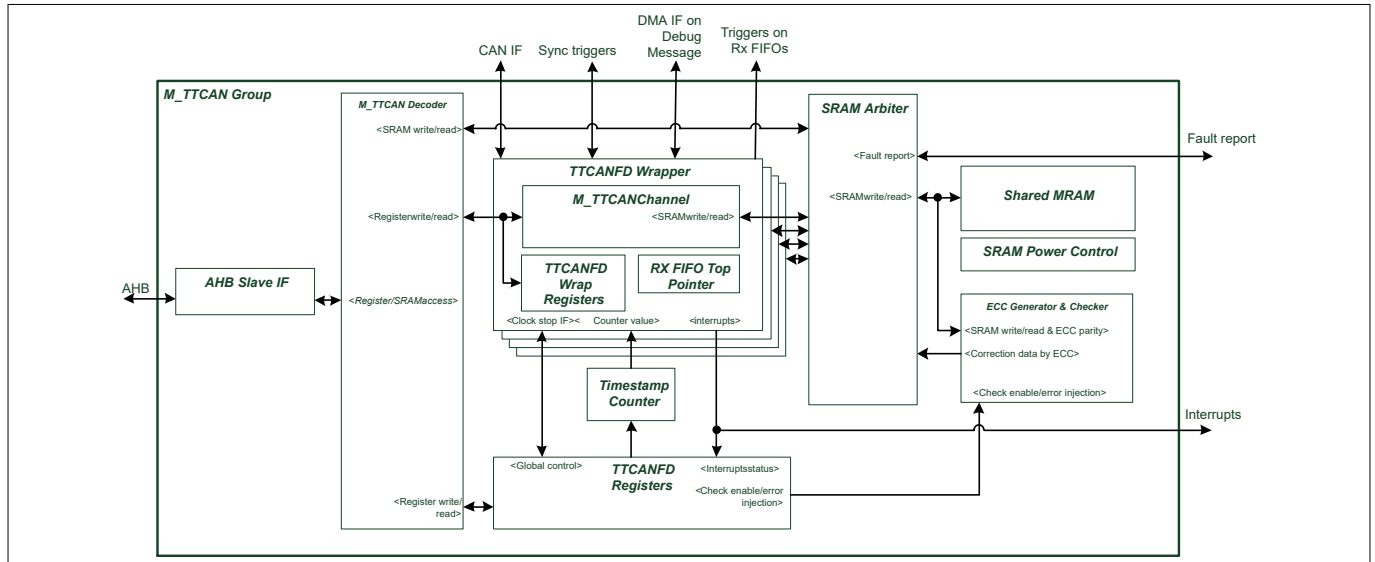 DMA IF on
Debug
Message
Triggers on
Rx FIFOs
CAN IF
Sync triggers
M_TTCAN Group
M_TTCAN Decoder
<SRAM write/read>
<Registerwrite/read>
<Register/SRAMaccess>
<Register write/
read>
AHB
AHB Slave IF
TTCANFD Wrapper
M_TTCANChannel
<SRAMwrite/read>
TTCANFD
Wrap
Registers
RX FIFO Top
Pointer
<Clock stop IF><
Counter value>
<interrupts>
Timestamp
Counter
<Global control>
TTCANFD
Registers
<Interruptsstatus>
<Check enable/error
injection>
SRAM Arbiter
<Fault report>
<SRAMwrite/read>
Fault report
Shared MRAM
SRAM Power Control
ECC Generator & Checker
<SRAM write/read & ECC parity>
<Correction data by ECC>
<Check enable/error injection>
Interrupts